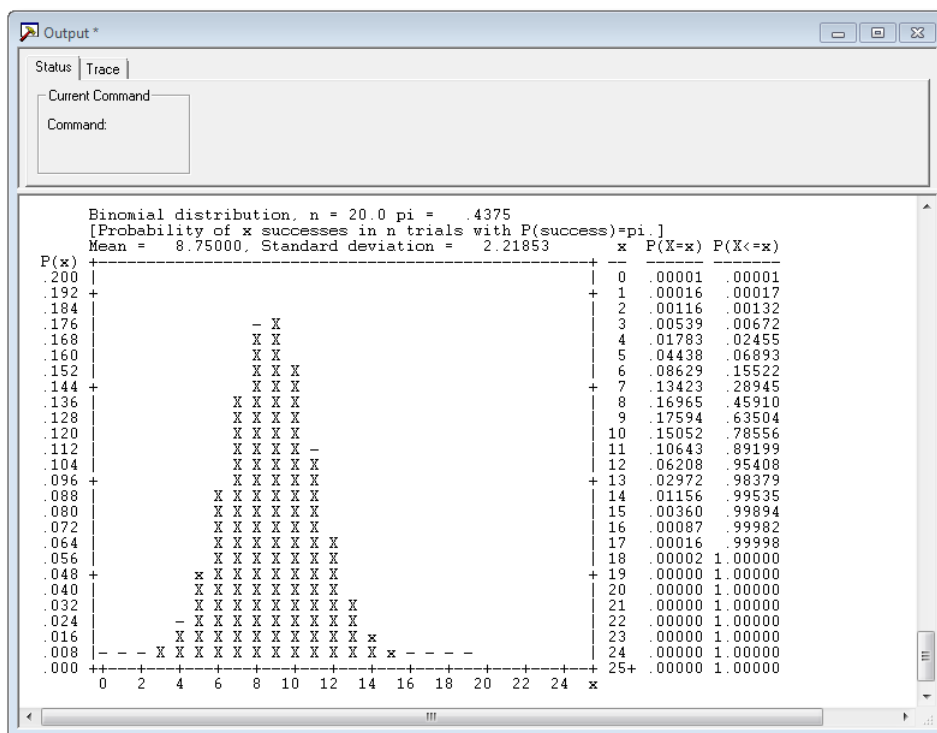 Output *
Status Trace
Current Command
Command:
Binomial distribution, n = 20.0 pi = .4375
[Probability of x successes in n trials with P(success)=pi.]
Mean = 8.75000, Standard deviation = 2.21853 x P(X=x) P(X<=x)
P(x) +----------------------------------------------------+ -- ------- -------
.200 | | 0 .00001 .00001
.192 + + 1 .00016 .00017
.184 | | 2 .00116 .00132
.176 | - X | 3 .00539 .00672
.168 | X X | 4 .01783 .02455
.160 | X X | 5 .04438 .06893
.152 | X X X | 6 .08629 .15522
.144 + X X X + 7 .13423 .28945
.136 | X X X X | 8 .16965 .45910
.128 | X X X X | 9 .17594 .63504
.120 | X X X X | 10 .15052 .78556
.112 | X X X X - | 11 .10643 .89199
.104 | X X X X X | 12 .06208 .95408
.096 + X X X X X + 13 .02972 .98379
.088 | X X X X X X | 14 .01156 .99535
.080 | X X X X X X | 15 .00360 .99894
.072 | X X X X X X | 16 .00087 .99982
.064 | X X X X X X X | 17 .00016 .99998
.056 | X X X X X X X | 18 .00002 1.00000
.048 + x X X X X X X X + 19 .00000 1.00000
.040 | X X X X X X X X | 20 .00000 1.00000
.032 | X X X X X X X X X | 21 .00000 1.00000
.024 | - X X X X X X X X X | 22 .00000 1.00000
.016 | X X X X X X X X X X x | 23 .00000 1.00000
.008 |- - - X X X X X X X X X X X X x - - - - | 24 .00000 1.00000
.000 ++---+---+---+---+---+---+---+---+---+---+---+---+---+ 25+ .00000 1.00000
0 2 4 6 8 10 12 14 16 18 20 22 24 x